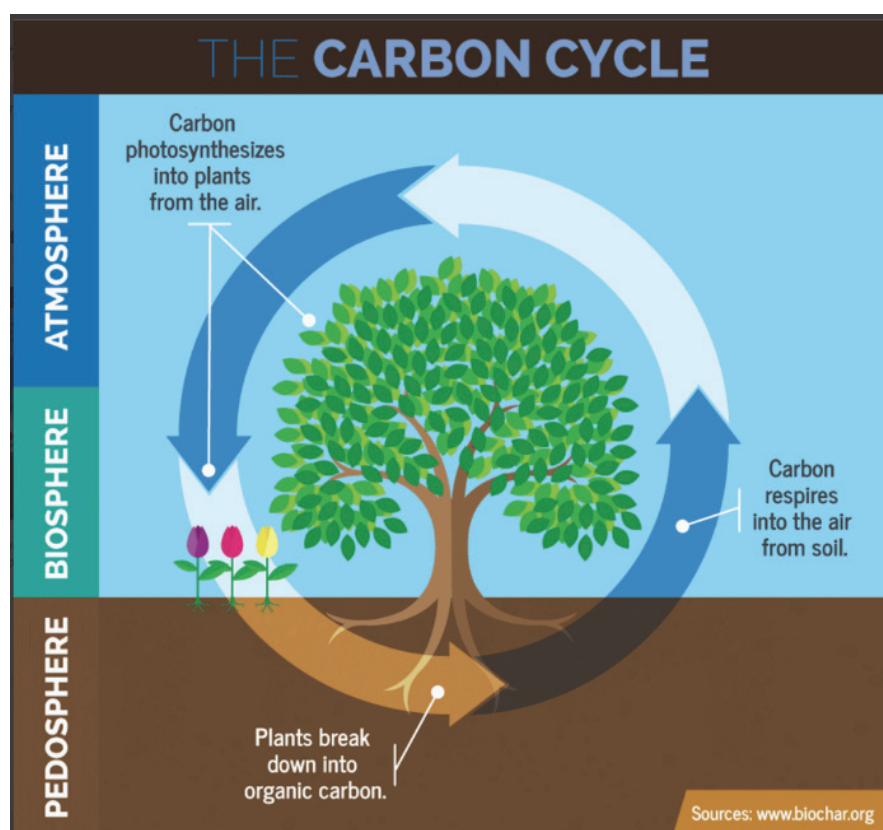 THE CARBON CYCLE
ATMOSPHERE
Carbon
photosynthesizes
into plants
from the air.
BIOSPHERE
Carbon
respires
into the air
from soil.
PEDOSPHERE
Plants break
down into
organic carbon.
Sources: www.biochar.org